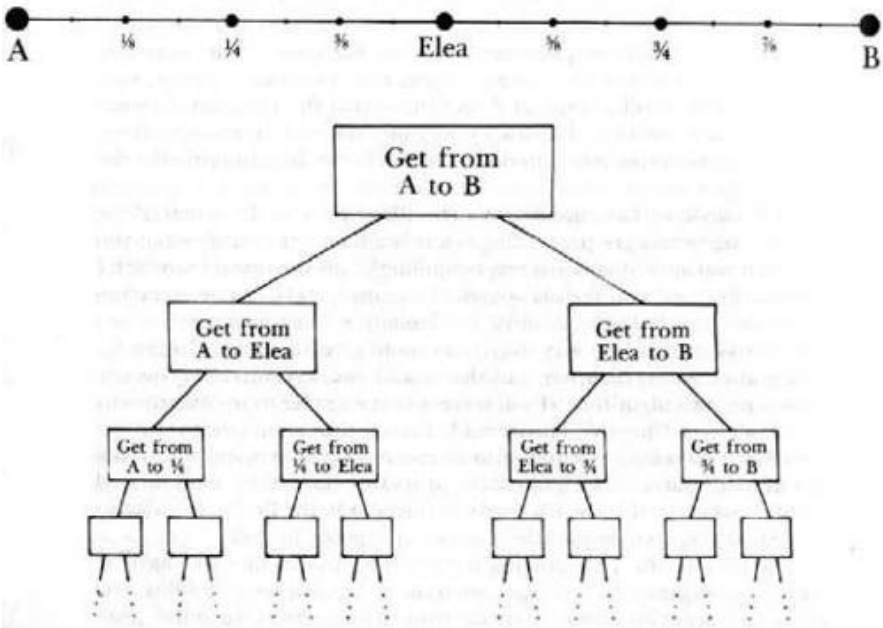 A ⅛ ¼ ⅜ Elea ⅝ ¾ ⅞ B
Get from
A to B
Get from
A to Elea
Get from
Elea to B
Get from
A to ¼
Get from
¼ to Elea
Get from
Elea to ¾
Get from
¾ to B